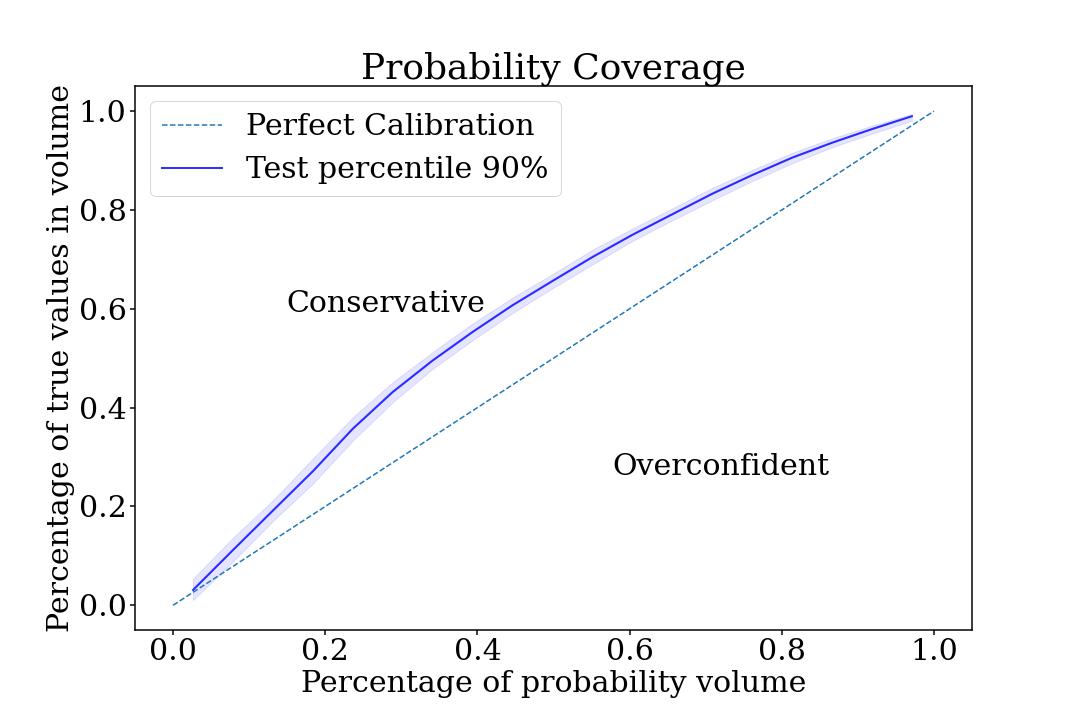 Probability Coverage
Perfect Calibration
Test percentile 90%
Conservative
Overconfident
Percentage of true values in volume
1.0
0.8
0.6
0.4
0.2
0.0
0.0 0.2 0.4 0.6 0.8 1.0
Percentage of probability volume